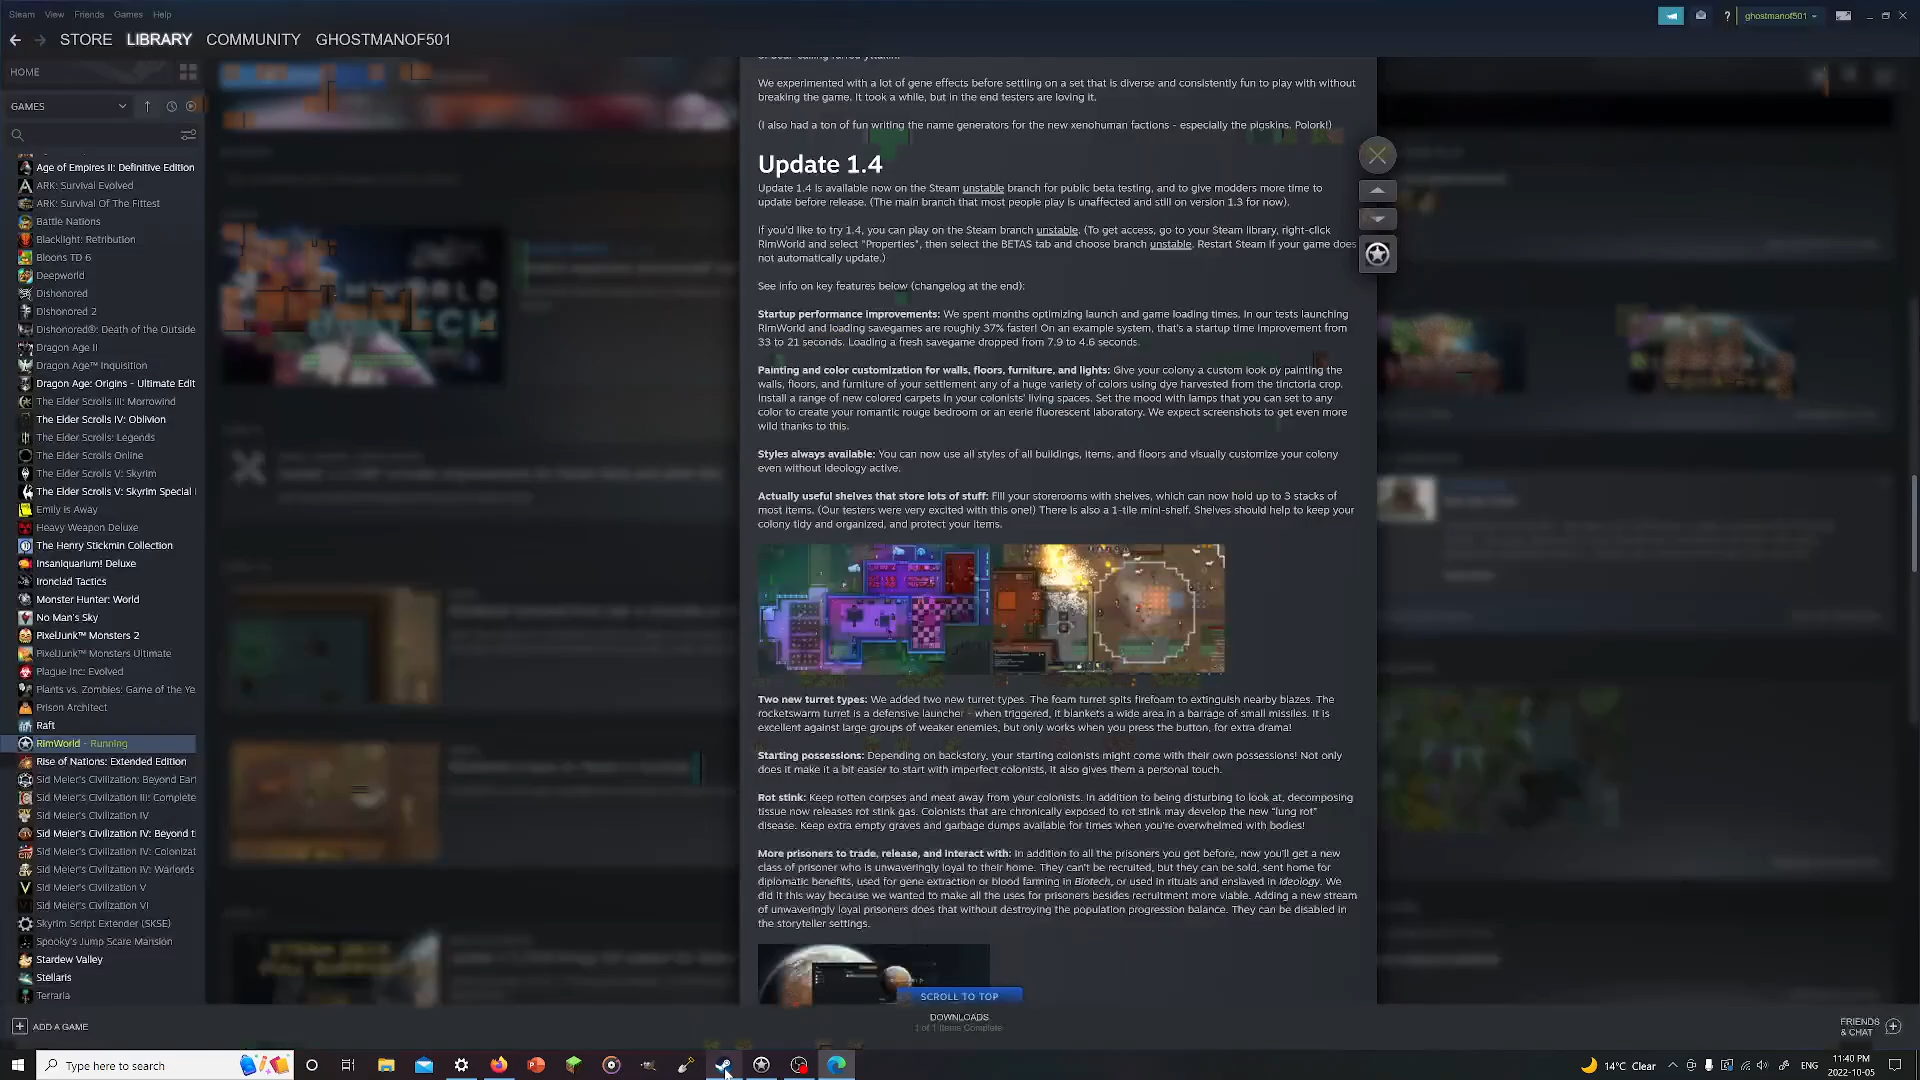 Steam View Friends Games Help
? ghostmanof501
STORE LIBRARY COMMUNITY GHOSTMANOF501
HOME
GAMES
Age of Empires II: Definitive Edition
ARK: Survival Evolved
ARK: Survival Of The Fittest
Battle Nations
Blacklight: Retribution
Bloons TD 6
Deepworld
Dishonored
Dishonored 2
Dishonored®: Death of the Outside
Dragon Age II
Dragon Age™ Inquisition
Dragon Age: Origins - Ultimate Edit
The Elder Scrolls III: Morrowind
The Elder Scrolls IV: Oblivion
The Elder Scrolls: Legends
The Elder Scrolls Online
The Elder Scrolls V: Skyrim
The Elder Scrolls V: Skyrim Special
Emily is Away
Heavy Weapon Deluxe
The Henry Stickmin Collection
Insaniquarium! Deluxe
Ironclad Tactics
Monster Hunter: World
No Man's Sky
PixelJunk™ Monsters 2
PixelJunk™ Monsters Ultimate
Plague Inc: Evolved
Plants vs. Zombies: Game of the Ye
Prison Architect
Raft
RimWorld - Running
Rise of Nations: Extended Edition
Sid Meier's Civilization: Beyond Ear
Sid Meier's Civilization III: Complete
Sid Meier's Civilization IV
Sid Meier's Civilization IV: Beyond t
Sid Meier's Civilization IV: Colonizat
Sid Meier's Civilization IV: Warlords
Sid Meier's Civilization V
Sid Meier's Civilization VI
Skyrim Script Extender (SKSE)
Spooky's Jump Scare Mansion
Stardew Valley
Stellaris
Terraria
ADD A GAME
We experimented with a lot of gene effects before settling on a set that is diverse and consistently fun to play with without
breaking the game. It took a while, but in the end testers are loving it.
(I also had a ton of fun writing the name generators for the new xenohuman factions - especially the pigskins. Polork!)
Update 1.4
Update 1.4 is available now on the Steam unstable branch for public beta testing, and to give modders more time to
update before release. (The main branch that most people play is unaffected and still on version 1.3 for now).
If you'd like to try 1.4, you can play on the Steam branch unstable. (To get access, go to your Steam library, right-click
RimWorld and select "Properties", then select the BETAS tab and choose branch unstable. Restart Steam if your game does
not automatically update.)
See info on key features below (changelog at the end):
Startup performance improvements: We spent months optimizing launch and game loading times. In our tests launching
RimWorld and loading savegames are roughly 37% faster! On an example system, that's a startup time improvement from
33 to 21 seconds. Loading a fresh savegame dropped from 7.9 to 4.6 seconds.
Painting and color customization for walls, floors, furniture, and lights: Give your colony a custom look by painting the
walls, floors, and furniture of your settlement any of a huge variety of colors using dye harvested from the tinctoria crop.
Install a range of new colored carpets in your colonists' living spaces. Set the mood with lamps that you can set to any
color to create your romantic rouge bedroom or an eerie fluorescent laboratory. We expect screenshots to get even more
wild thanks to this.
Styles always available: You can now use all styles of all buildings, items, and floors and visually customize your colony
even without Ideology active.
Actually useful shelves that store lots of stuff: Fill your storerooms with shelves, which can now hold up to 3 stacks of
most items. (Our testers were very excited with this one!) There is also a 1-tile mini-shelf. Shelves should help to keep your
colony tidy and organized, and protect your items.
Two new turret types: We added two new turret types. The foam turret spits firefoam to extinguish nearby blazes. The
rocketswarm turret is a defensive launcher - when triggered, it blankets a wide area in a barrage of small missiles. It is
excellent against large groups of weaker enemies, but only works when you press the button, for extra drama!
Starting possessions: Depending on backstory, your starting colonists might come with their own possessions! Not only
does it make it a bit easier to start with imperfect colonists, it also gives them a personal touch.
Rot stink: Keep rotten corpses and meat away from your colonists. In addition to being disturbing to look at, decomposing
tissue now releases rot stink gas. Colonists that are chronically exposed to rot stink may develop the new "lung rot"
disease. Keep extra empty graves and garbage dumps available for times when you're overwhelmed with bodies!
More prisoners to trade, release, and interact with: In addition to all the prisoners you got before, now you'll get a new
class of prisoner who is unwaveringly loyal to their home. They can't be recruited, but they can be sold, sent home for
diplomatic benefits, used for gene extraction or blood farming in Biotech, or used in rituals and enslaved in Ideology. We
did it this way because we wanted to make all the uses for prisoners besides recruitment more viable. Adding a new stream
of unwaveringly loyal prisoners does that without destroying the population progression balance. They can be disabled in
the storyteller settings.
SCROLL TO TOP
DOWNLOADS
1 of 1 Items Complete
FRIENDS
& CHAT
Type here to search
14°C Clear
ENG
11:40 PM
2022-10-05